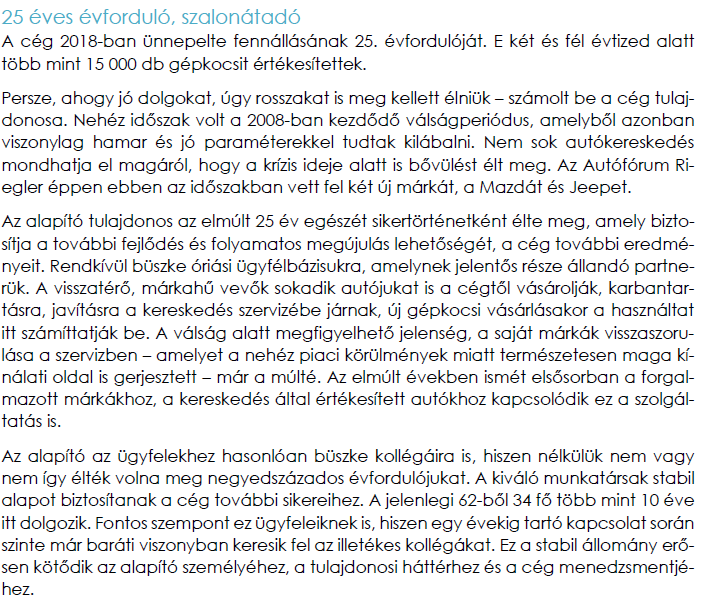 25 éves évforduló, szalonátadó
A cég 2018-ban ünnepelte fennállásának 25. évfordulóját. E két és fél évtized alatt
több mint 15 000 db gépkocsit értékesítettek.
Persze, ahogy jó dolgokat, úgy rosszakat is meg kellett élniük – számolt be a cég tulaj-
donosa. Nehéz időszak volt a 2008-ban kezdődő válságperiódus, amelyből azonban
viszonylag hamar és jó paraméterekkel tudtak kilábalni. Nem sok autókereskedés
mondhatja el magáról, hogy a krízis ideje alatt is bővülést élt meg. Az Autófórum Ri-
egler éppen ebben az időszakban vett fel két új márkát, a Mazdát és Jeepet.
Az alapító tulajdonos az elmúlt 25 év egészét sikertörténetként élte meg, amely bizto-
sítja a további fejlődés és folyamatos megújulás lehetőségét, a cég további eredmé-
nyeit. Rendkívül büszke óriási ügyfélbázisukra, amelynek jelentős része állandó partne-
rük. A visszatérő, márkahű vevők sokadik autójukat is a cégtől vásárolják, karbantar-
tásra, javításra a kereskedés szervizébe járnak, új gépkocsi vásárlásakor a használtat
itt számíttatják be. A válság alatt megfigyelhető jelenség, a saját márkák visszaszoru-
lása a szervizben – amelyet a nehéz piaci körülmények miatt természetesen maga kí-
nálati oldal is gerjesztett – már a múlté. Az elmúlt években ismét elsősorban a forgal-
mazott márkákhoz, a kereskedés által értékesített autókhoz kapcsolódik ez a szolgál-
tatás is.
Az alapító az ügyfelekhez hasonlóan büszke kollégáira is, hiszen nélkülük nem vagy
nem így élték volna meg negyedszázados évfordulójukat. A kiváló munkatársak stabil
alapot biztosítanak a cég további sikereihez. A jelenlegi 62-ből 34 fő több mint 10 éve
itt dolgozik. Fontos szempont ez ügyfeleiknek is, hiszen egy évekig tartó kapcsolat során
szinte már baráti viszonyban keresik fel az illetékes kollégákat. Ez a stabil állomány erő-
sen kötődik az alapító személyéhez, a tulajdonosi háttérhez és a cég menedzsmentjé-
hez.